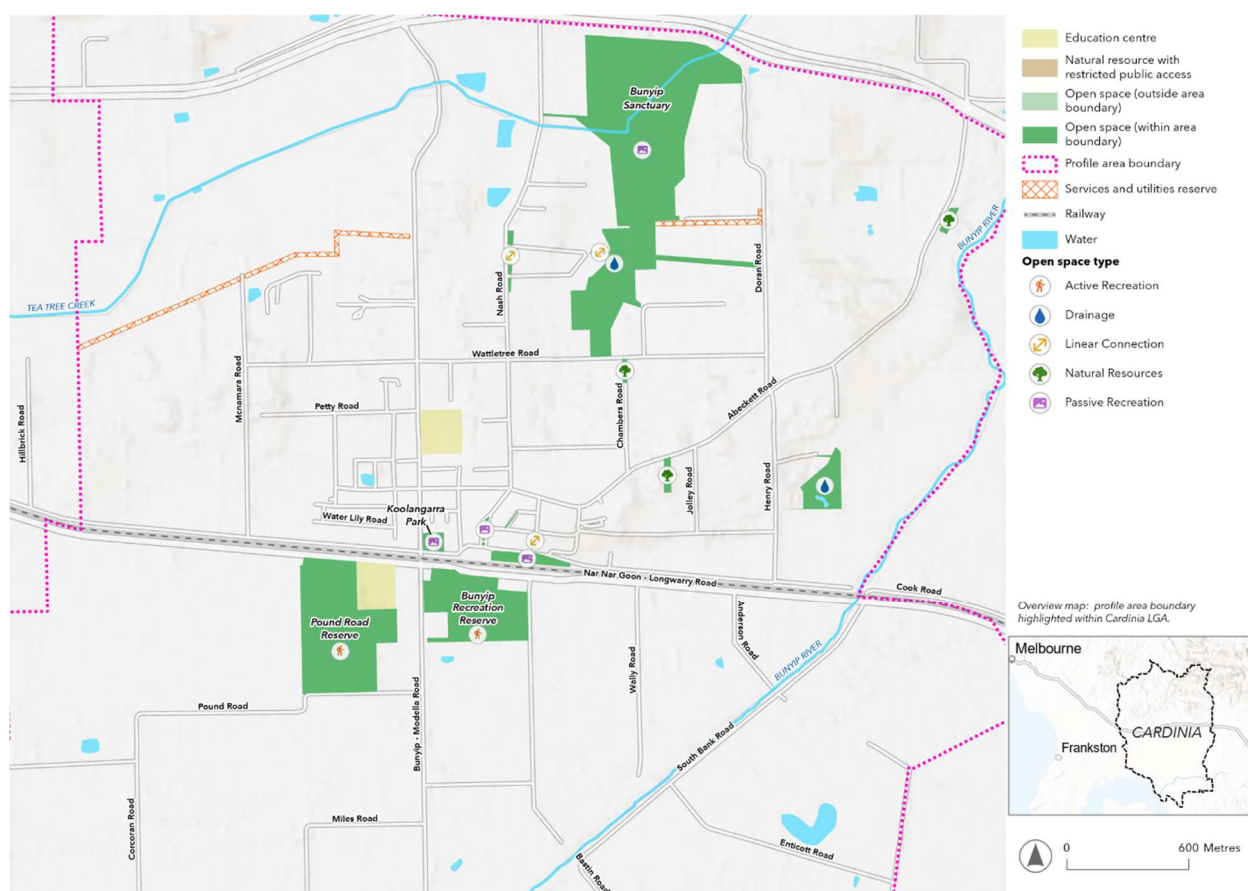 Bunyip
Sanctuary
TEA TREE CREEK
BUNYIP RIVER
Nash Road
Doran Road
Wattletree Road
Mcnamara Road
Hillbrick Road
Petty Road
Chambers Road
Abeckett Road
Jolley Road
Henry Road
Water Lily Road
Koolangarra
Park
Nar Nar Goon - Longwarry Road
Cook Road
Pound Road
Reserve
Bunyip
Recreation
Reserve
Anderson Road
Wally Road
BUNYIP RIVER
Pound Road
Bunyip - Modella Road
South Bank Road
Corcoran Road
Miles Road
Enticott Road
Bastin Road
Education centre
Natural resource with
restricted public access
Open space (outside area
boundary)
Open space (within area
boundary)
Profile area boundary
Services and utilities reserve
Railway
Water
Open space type
Active Recreation
Drainage
Linear Connection
Natural Resources
Passive Recreation
Overview map: profile area boundary
highlighted within Cardinia LGA.
Melbourne
CARDINIA
Frankston
0 600 Metres